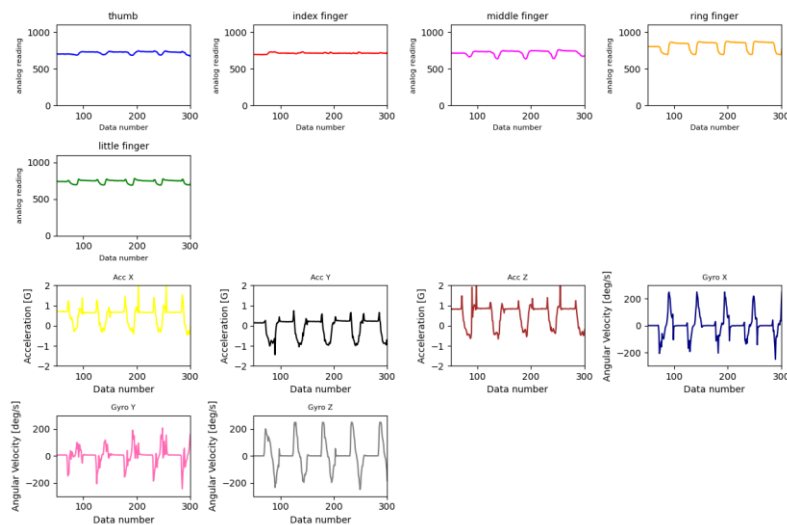 thumb
1000
500
0
analog reading
100
200
300
Data number
index finger
1000
500
0
analog reading
100
200
300
Data number
middle finger
1000
500
0
analog reading
100
200
300
Data number
ring finger
1000
500
0
analog reading
100
200
300
Data number
little finger
1000
500
0
analog reading
100
200
300
Data number
Acc X
2
1
0
−1
−2
Acceleration [G]
100
200
300
Data number
Acc Y
2
1
0
−1
−2
Acceleration [G]
100
200
300
Data number
Acc Z
2
1
0
−1
−2
Acceleration [G]
100
200
300
Data number
Gyro X
200
0
−200
Angular Velocity [deg/s]
100
200
300
Data number
Gyro Y
200
0
−200
Angular Velocity [deg/s]
100
200
300
Data number
Gyro Z
200
0
−200
Angular Velocity [deg/s]
100
200
300
Data number